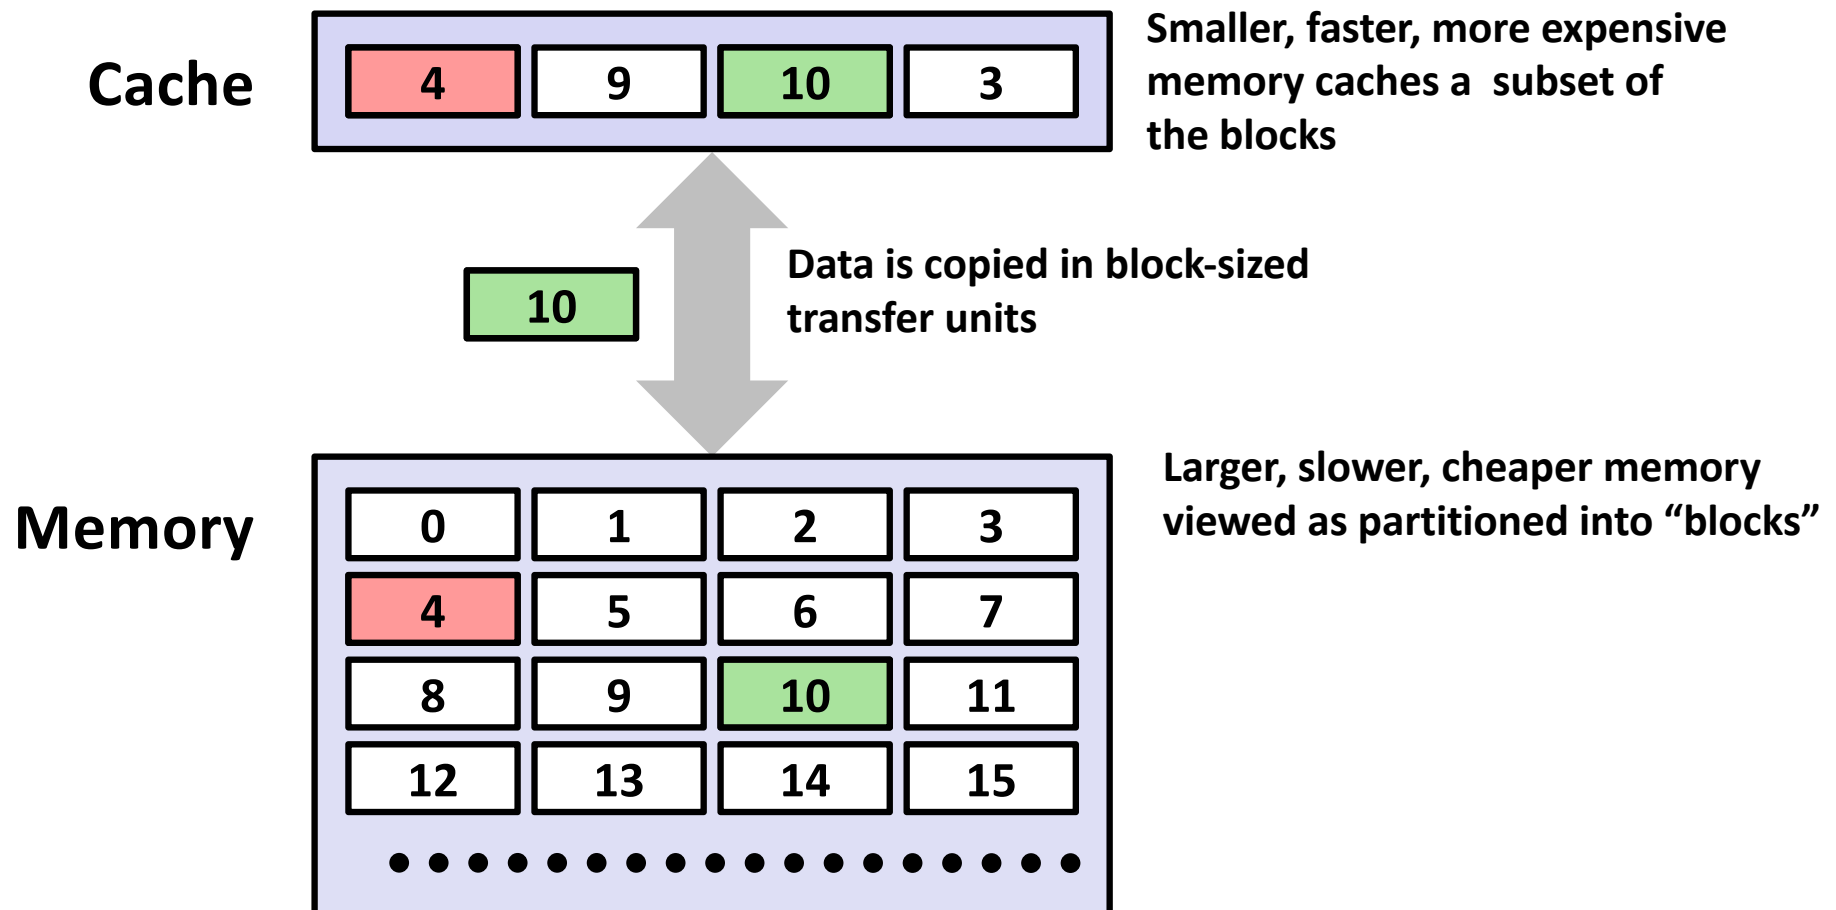 Cache
4 9 10 3
Smaller, faster, more expensive
memory caches a  subset of
the blocks
10
Data is copied in block-sized
transfer units
Memory
Larger, slower, cheaper memory
viewed as partitioned into “blocks”
0 1 2 3
4 5 6 7
8 9 10 11
12 13 14 15